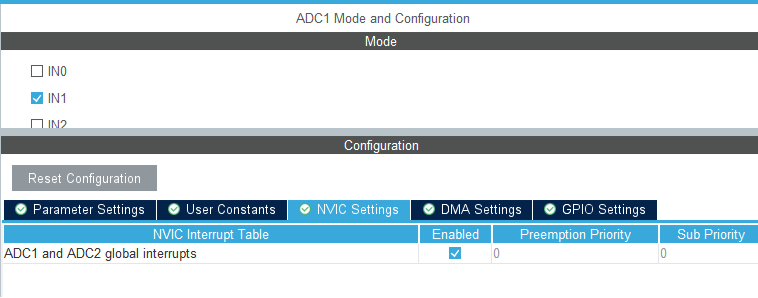 ADC1 Mode and Configuration
Mode
IN0
IN1
IN2
Configuration
Reset Configuration
Parameter Settings User Constants NVIC Settings DMA Settings GPIO Settings
NVIC Interrupt Table Enabled Preemption Priority Sub Priority
ADC1 and ADC2 global interrupts 0 0